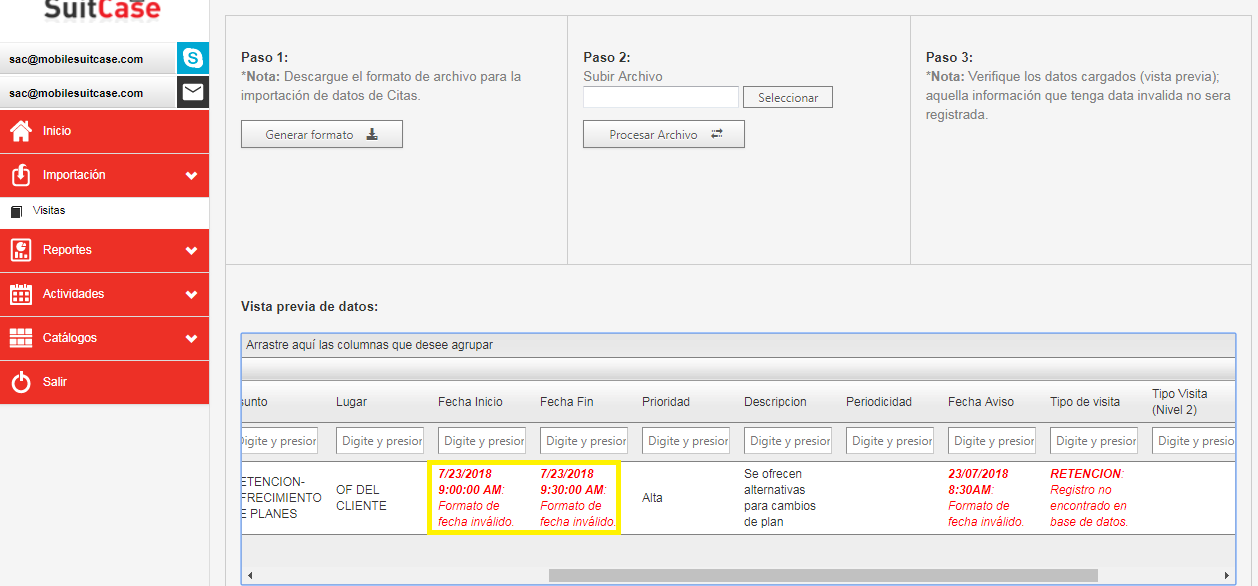 SuitCase
sac@mobilesuitcase.com
sac@mobilesuitcase.com
Inicio
Importación
Visitas
Reportes
Actividades
Catálogos
Salir
Paso 1:
*Nota: Descargue el formato de archivo para la
importación de datos de Citas.
Generar formato
Paso 2:
Subir Archivo
Seleccionar
Procesar Archivo
Paso 3:
*Nota: Verifique los datos cargados (vista previa);
aquella información que tenga data invalida no sera
registrada.
Vista previa de datos:
Arrastre aquí las columnas que desee agrupar
sunto
Lugar
Fecha Inicio
Fecha Fin
Prioridad
Descripcion
Periodicidad
Fecha Aviso
Tipo de visita
Tipo Visita
(Nivel 2)
Digite y presior
Digite y presior
Digite y presior
Digite y presior
Digite y presior
Digite y presior
Digite y presior
Digite y presior
Digite y presior
Digite y presio
ETENCION-
FRECIMIENTO
E PLANES
OF DEL
CLIENTE
7/23/2018
9:00:00 AM:
Formato de
fecha inválido.
7/23/2018
9:30:00 AM:
Formato de
fecha inválido.
Alta
Se ofrecen
alternativas
para cambios
de plan
23/07/2018
8:30AM:
Formato de
fecha inválido.
RETENCION:
Registro no
encontrado en
base de datos.